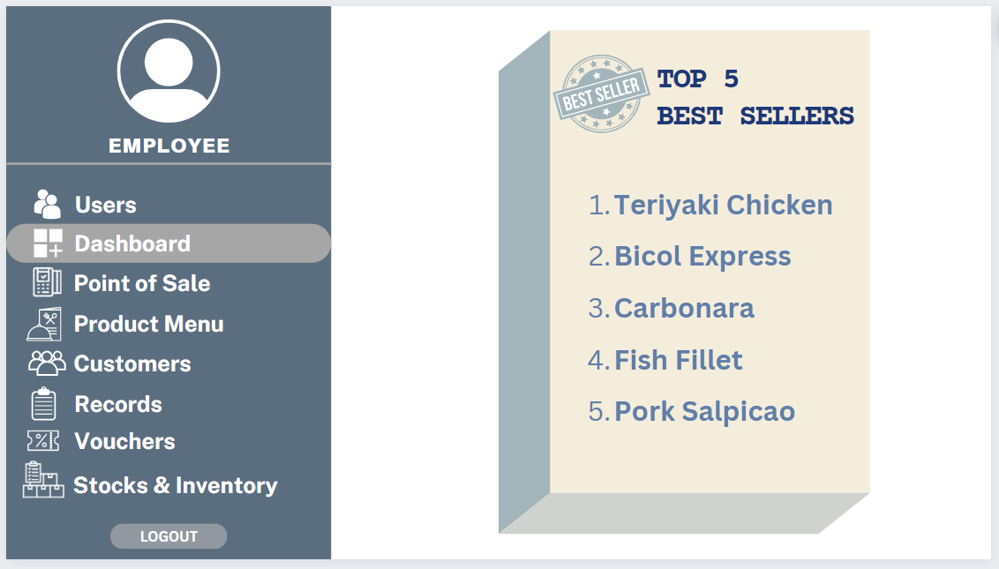 EMPLOYEE
Users
Dashboard
Point of Sale
Product Menu
Customers
Records
Vouchers
Stocks & Inventory
LOGOUT
BEST SELLER
TOP 5
BEST SELLERS
1. Teriyaki Chicken
2. Bicol Express
3. Carbonara
4. Fish Fillet
5. Pork Salpicao